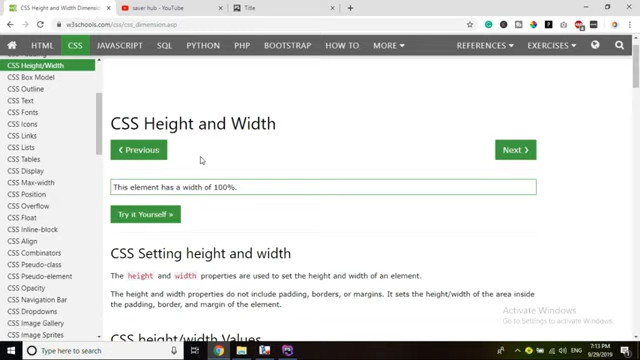 CSS Height and Width Dimension
saver hub - YouTube
Title
w3schools.com/css/css_dimension.asp
HTML CSS JAVASCRIPT SQL PYTHON PHP BOOTSTRAP HOW TO MORE REFERENCES EXERCISES
CSS Height/Width
CSS Box Model
CSS Outline
CSS Text
CSS Fonts
CSS Icons
CSS Links
CSS Lists
CSS Tables
CSS Display
CSS Max-width
CSS Position
CSS Overflow
CSS Float
CSS Inline-block
CSS Align
CSS Combinators
CSS Pseudo-class
CSS Pseudo-element
CSS Opacity
CSS Navigation Bar
CSS Dropdowns
CSS Image Gallery
CSS Image Sprites
CSS Height and Width
❮ Previous
Next ❯
This element has a width of 100%.
Try it Yourself »
CSS Setting height and width
The height and width properties are used to set the height and width of an element.
The height and width properties do not include padding, borders, or margins. It sets the height/width of the area inside
the padding, border, and margin of the element.
CSS height/width Values
Activate Windows
Go to Settings to activate Windows.
Type here to search
ENG
7:13 PM
9/29/2019